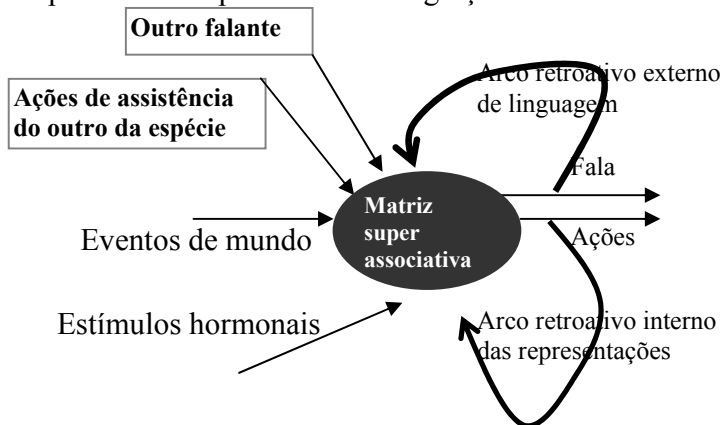 Outro falante
Ações de assistência
do outro da espécie
Arco retroativo externo
de linguagem
Fala
Matriz
super
associativa
Eventos de mundo
Ações
Estímulos hormonais
Arco retroativo interno
das representações